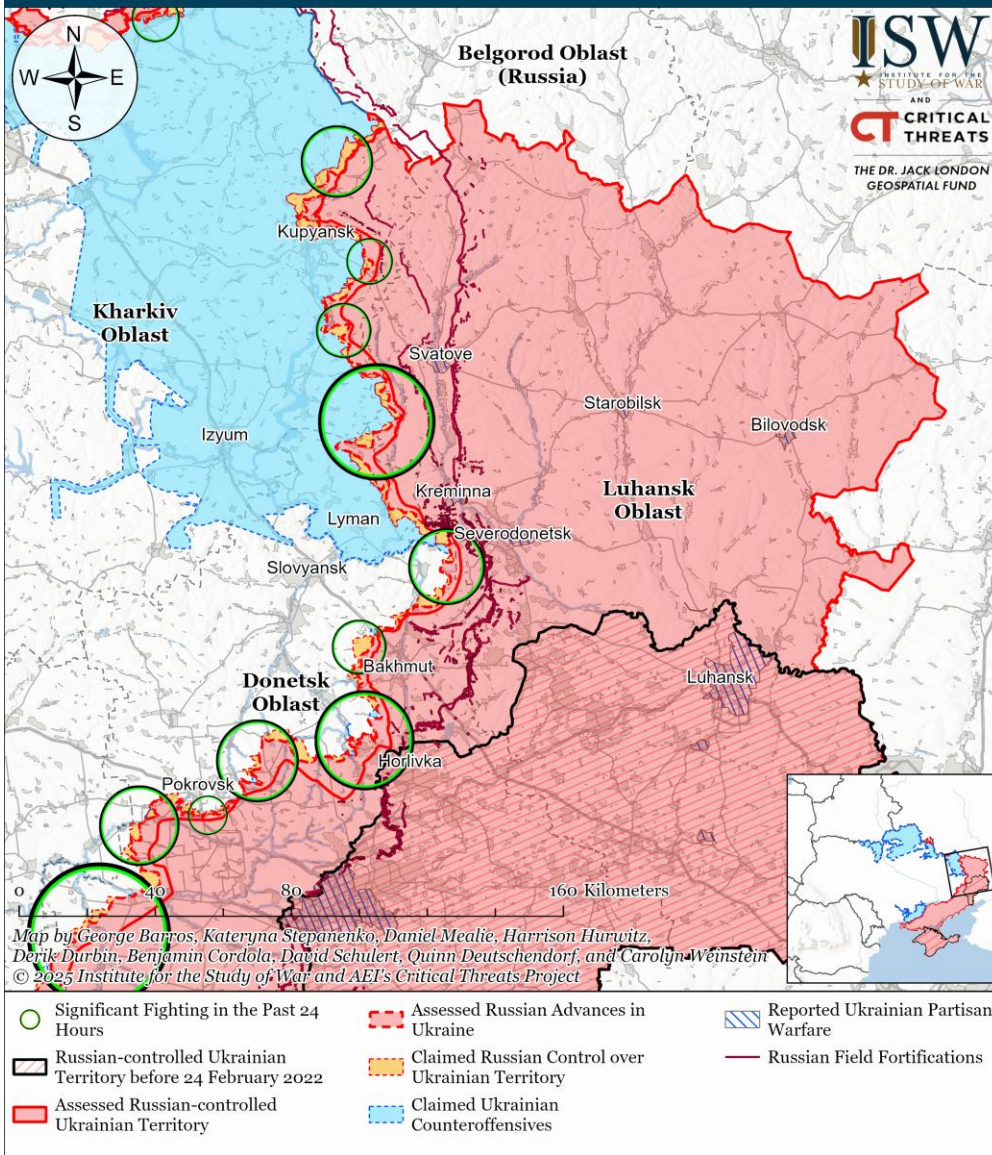 N
W E
S
Belgorod Oblast
(Russia)
ISW
INSTITUTE FOR THE
STUDY OF WAR
AND
CT CRITICAL
THREATS
THE DR. JACK LONDON
GEOSPATIAL FUND
Kupyansk
Kharkiv
Oblast
Svatove
Starobilsk
Bilovodsk
Izyum
Kreminna
Luhansk
Oblast
Lyman
Severodonetsk
Slovyansk
Bakhmut
Luhansk
Donetsk
Oblast
Horlivka
Pokrovsk
0 40 80 160 Kilometers
Map by George Barros, Kateryna Stepanenko, Daniel Mealie, Harrison Hurwitz,
Derik Durbin, Benjamin Cordola, David Schulert, Quinn Deutschendorf, and Carolyn Weinstein
© 2025 Institute for the Study of War and AEI's Critical Threats Project
Significant Fighting in the Past 24
Hours
Russian-controlled Ukrainian
Territory before 24 February 2022
Assessed Russian-controlled
Ukrainian Territory
Assessed Russian Advances in
Ukraine
Claimed Russian Control over
Ukrainian Territory
Claimed Ukrainian
Counteroffensives
Reported Ukrainian Partisan
Warfare
Russian Field Fortifications